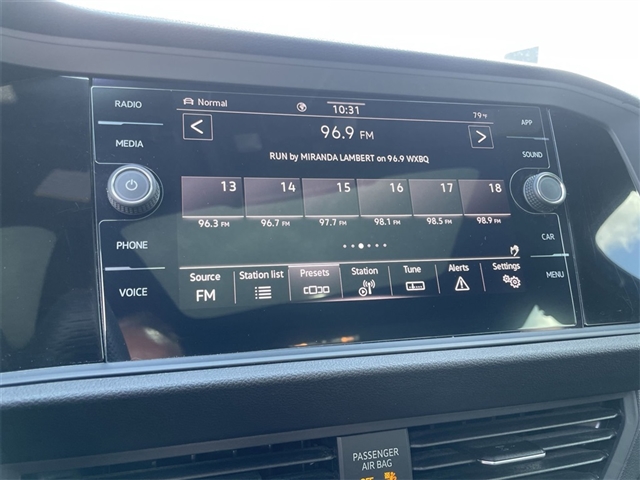 RADIO
MEDIA
PHONE
VOICE
Normal
10:31
79°F
96.9 FM
RUN by MIRANDA LAMBERT on 96.9 WXBQ
13 14 15 16 17 18
96.3 FM 96.7 FM 97.7 FM 98.1 FM 98.5 FM 98.9 FM
Source Station list Presets Station Tune Alerts Settings
FM
APP
SOUND
CAR
MENU
PASSENGER
AIR BAG
OFF